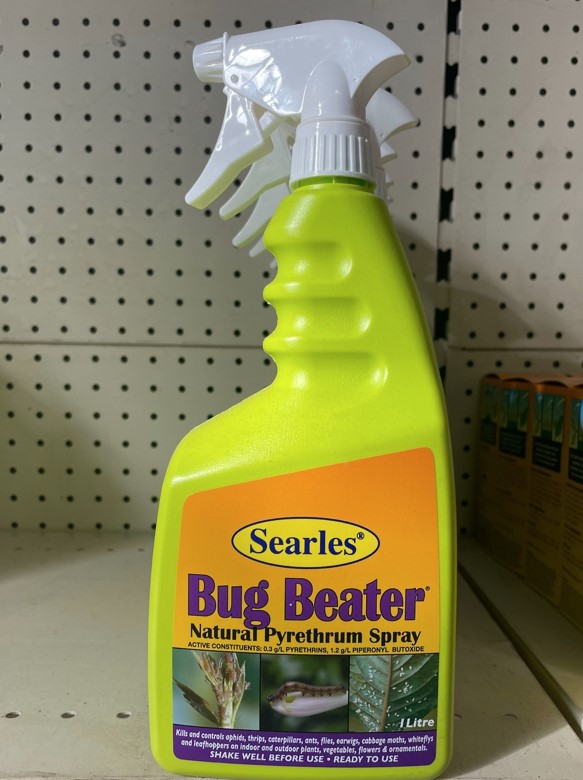 Searles®
Bug Beater®
Natural Pyrethrum Spray
ACTIVE CONSTITUENTS: 0.3 g/L PYRETHRINS, 1.2 g/L PIPERONYL BUTOXIDE
1 Litre
Kills and controls aphids, thrips, caterpillars, ants, flies, earwigs, cabbage moths, whiteflys
and leafhoppers on indoor and outdoor plants, vegetables, flowers & ornamentals.
SHAKE WELL BEFORE USE • READY TO USE